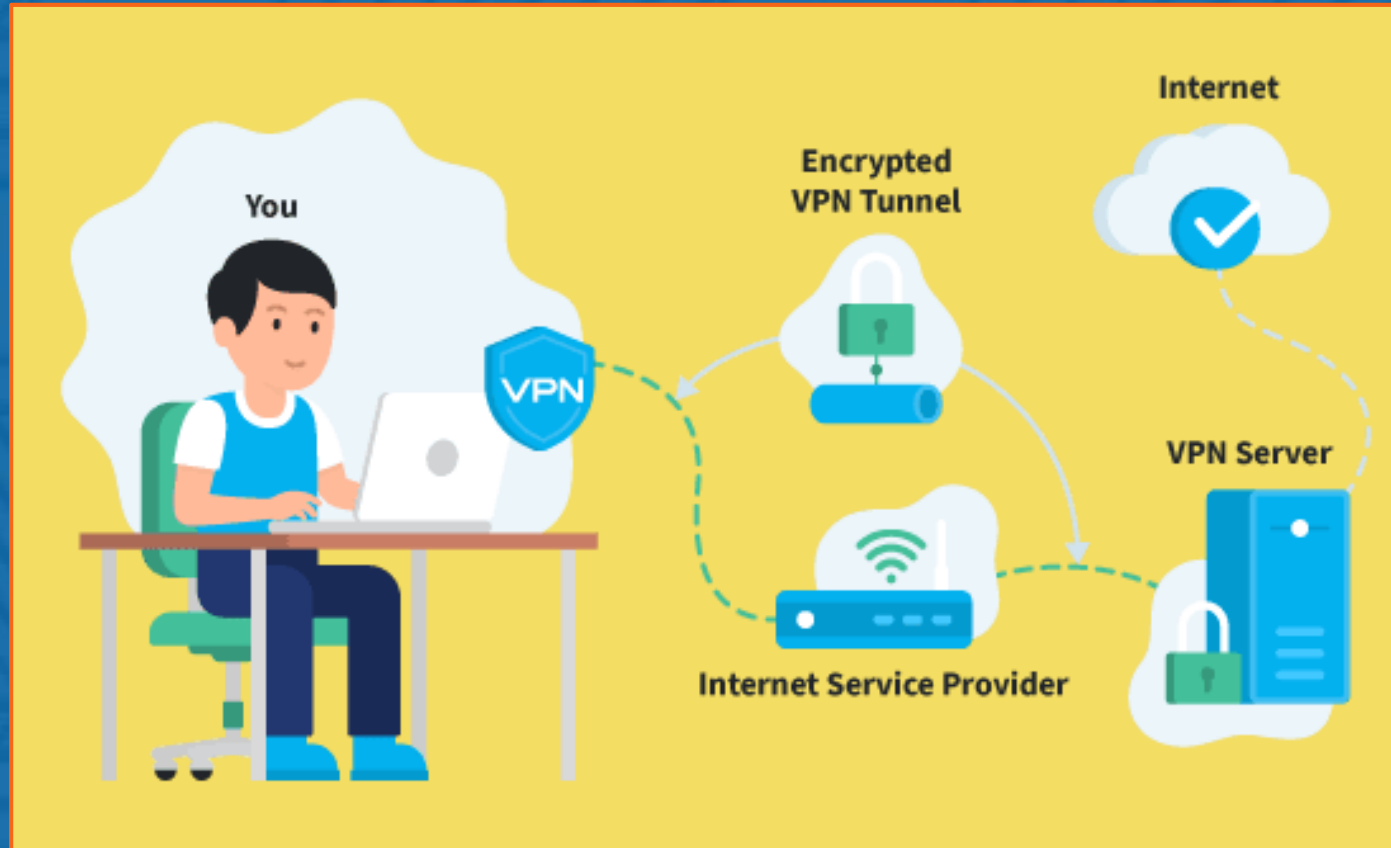 Internet
Encrypted
VPN Tunnel
You
VPN
VPN Server
Internet Service Provider